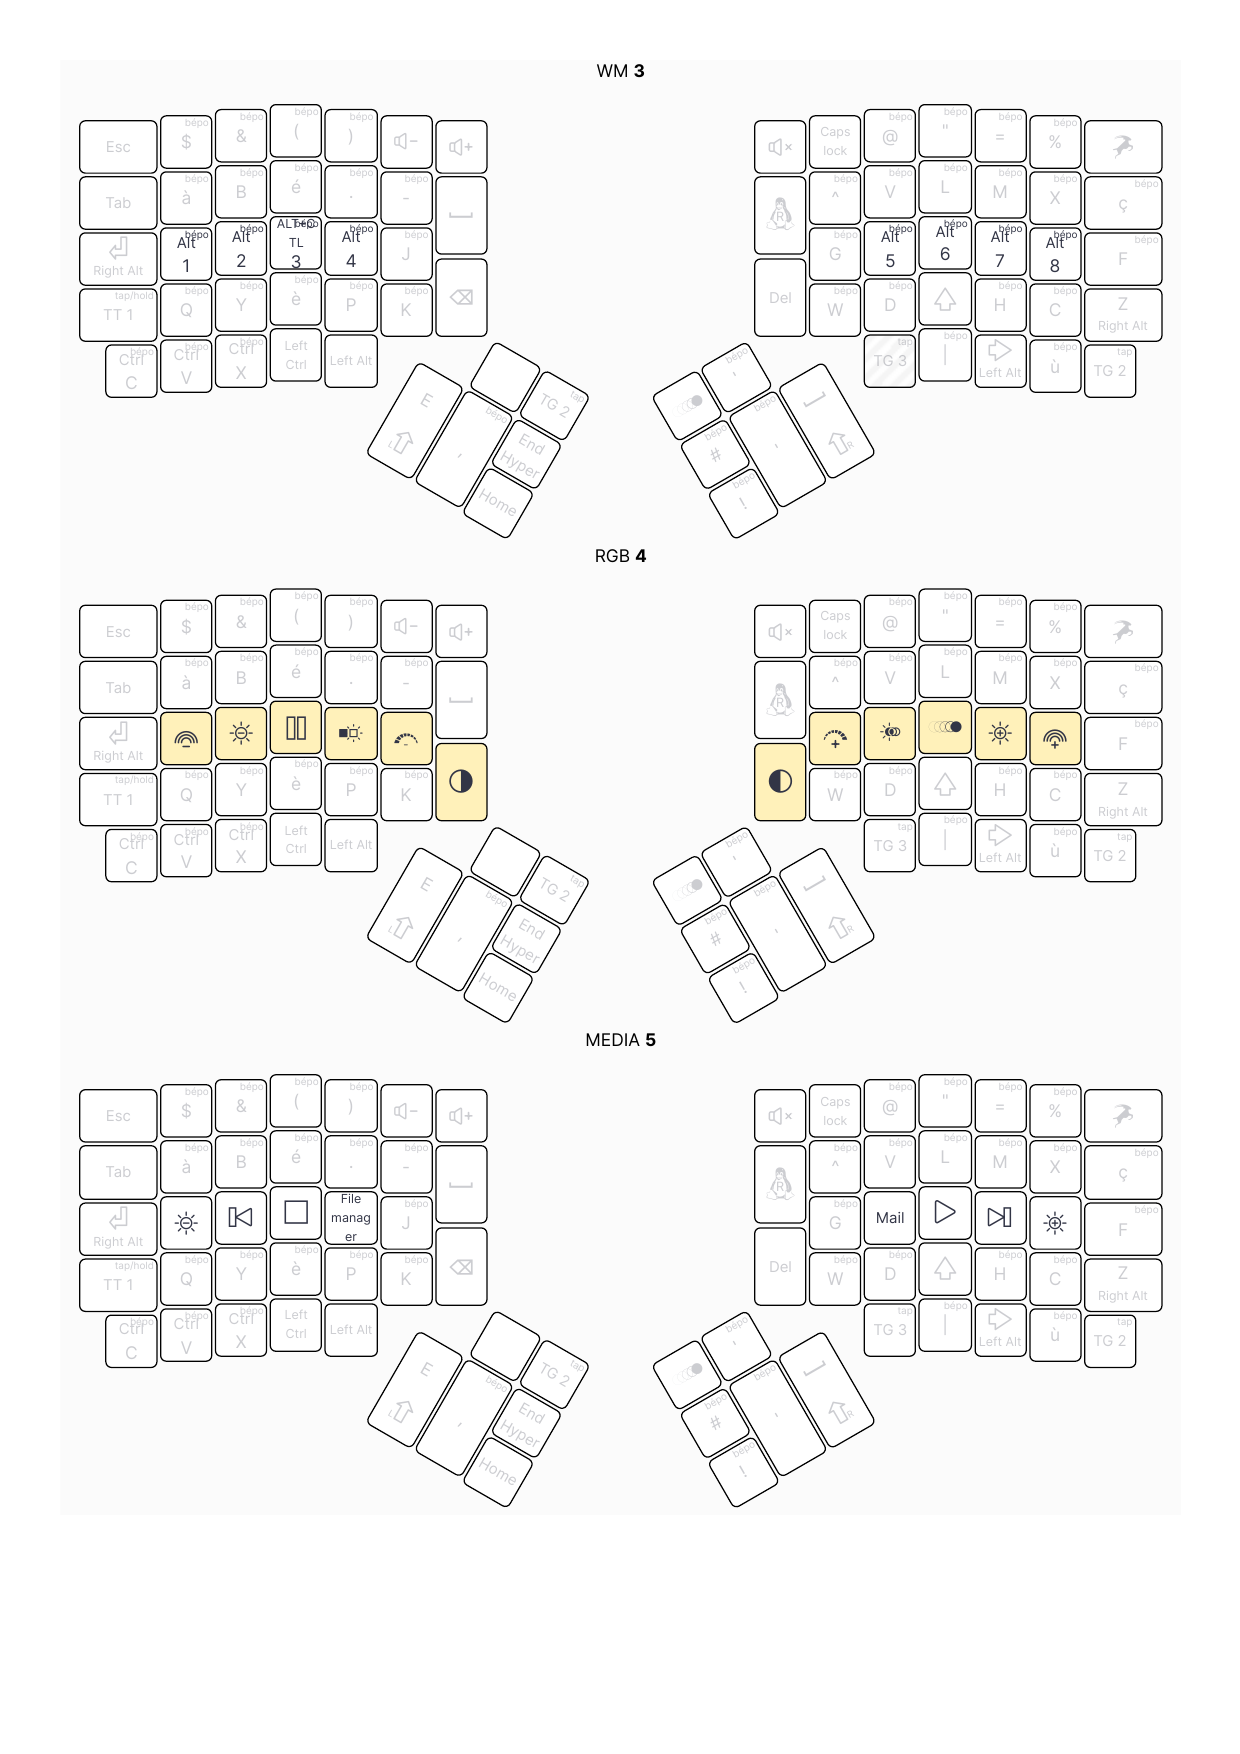 WM 3
bépo bépo bépo bépo bépo bépo bépo bépo
Esc $ & ( ) Caps lock @ " = %
bépo bépo bépo bépo bépo bépo bépo bépo bépo bépo bépo
Tab à B é . - R ^ V L M X ç
bépo bépo bépo bépo bépo bépo bépo bépo bépo bépo bépo
Right Alt Alt 1 Alt 2 ALT+C TL 3 Alt 4 J G Alt 5 Alt 6 Alt 7 Alt 8 F
tap/hold bépo bépo bépo bépo bépo bépo bépo bépo bépo
TT 1 Q Y è P K Del W D H C Z Right Alt
bépo bépo bépo tap bépo bépo tap
Ctrl C Ctrl V Ctrl X Left Ctrl Left Alt TG 3 | Left Alt ù TG 2
tap bépo
E L TG 2 ' R
bépo bépo bépo
, End Hyper # '
bépo
Home !
RGB 4
bépo bépo bépo bépo bépo bépo bépo bépo
Esc $ & ( ) Caps lock @ " = %
bépo bépo bépo bépo bépo bépo bépo bépo bépo bépo bépo
Tab à B é . - R ^ V L M X ç
bépo
Right Alt F
tap/hold bépo bépo bépo bépo bépo bépo bépo bépo bépo
TT 1 Q Y è P K W D H C Z Right Alt
bépo bépo bépo tap bépo bépo tap
Ctrl C Ctrl V Ctrl X Left Ctrl Left Alt TG 3 | Left Alt ù TG 2
tap bépo
E L TG 2 ' R
bépo bépo bépo
, End Hyper # '
bépo
Home !
MEDIA 5
bépo bépo bépo bépo bépo bépo bépo bépo
Esc $ & ( ) Caps lock @ " = %
bépo bépo bépo bépo bépo bépo bépo bépo bépo bépo bépo
Tab à B é . - R ^ V L M X ç
bépo bépo bépo
Right Alt File manag er J G Mail F
tap/hold bépo bépo bépo bépo bépo bépo bépo bépo bépo
TT 1 Q Y è P K Del W D H C Z Right Alt
bépo bépo bépo tap bépo bépo tap
Ctrl C Ctrl V Ctrl X Left Ctrl Left Alt TG 3 | Left Alt ù TG 2
tap bépo
E L TG 2 ' R
bépo bépo bépo
, End Hyper # '
bépo
Home !